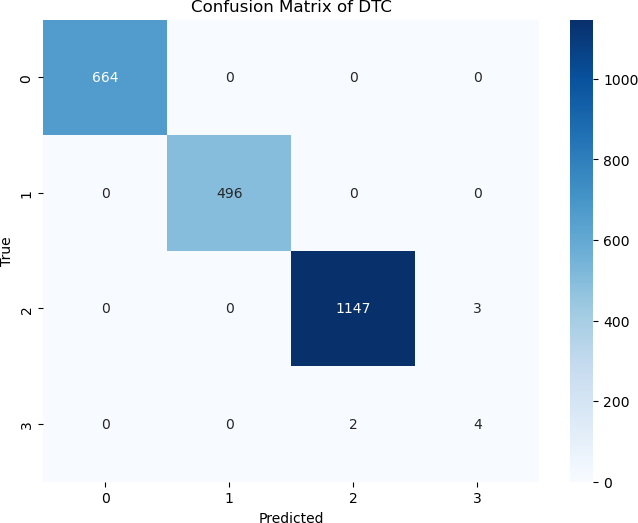 Confusion Matrix of DTC
0 664 0 0 0
1 0 496 0 0
2 0 0 1147 3
3 0 0 2 4
0 1 2 3
Predicted
True
1000
800
600
400
200
0